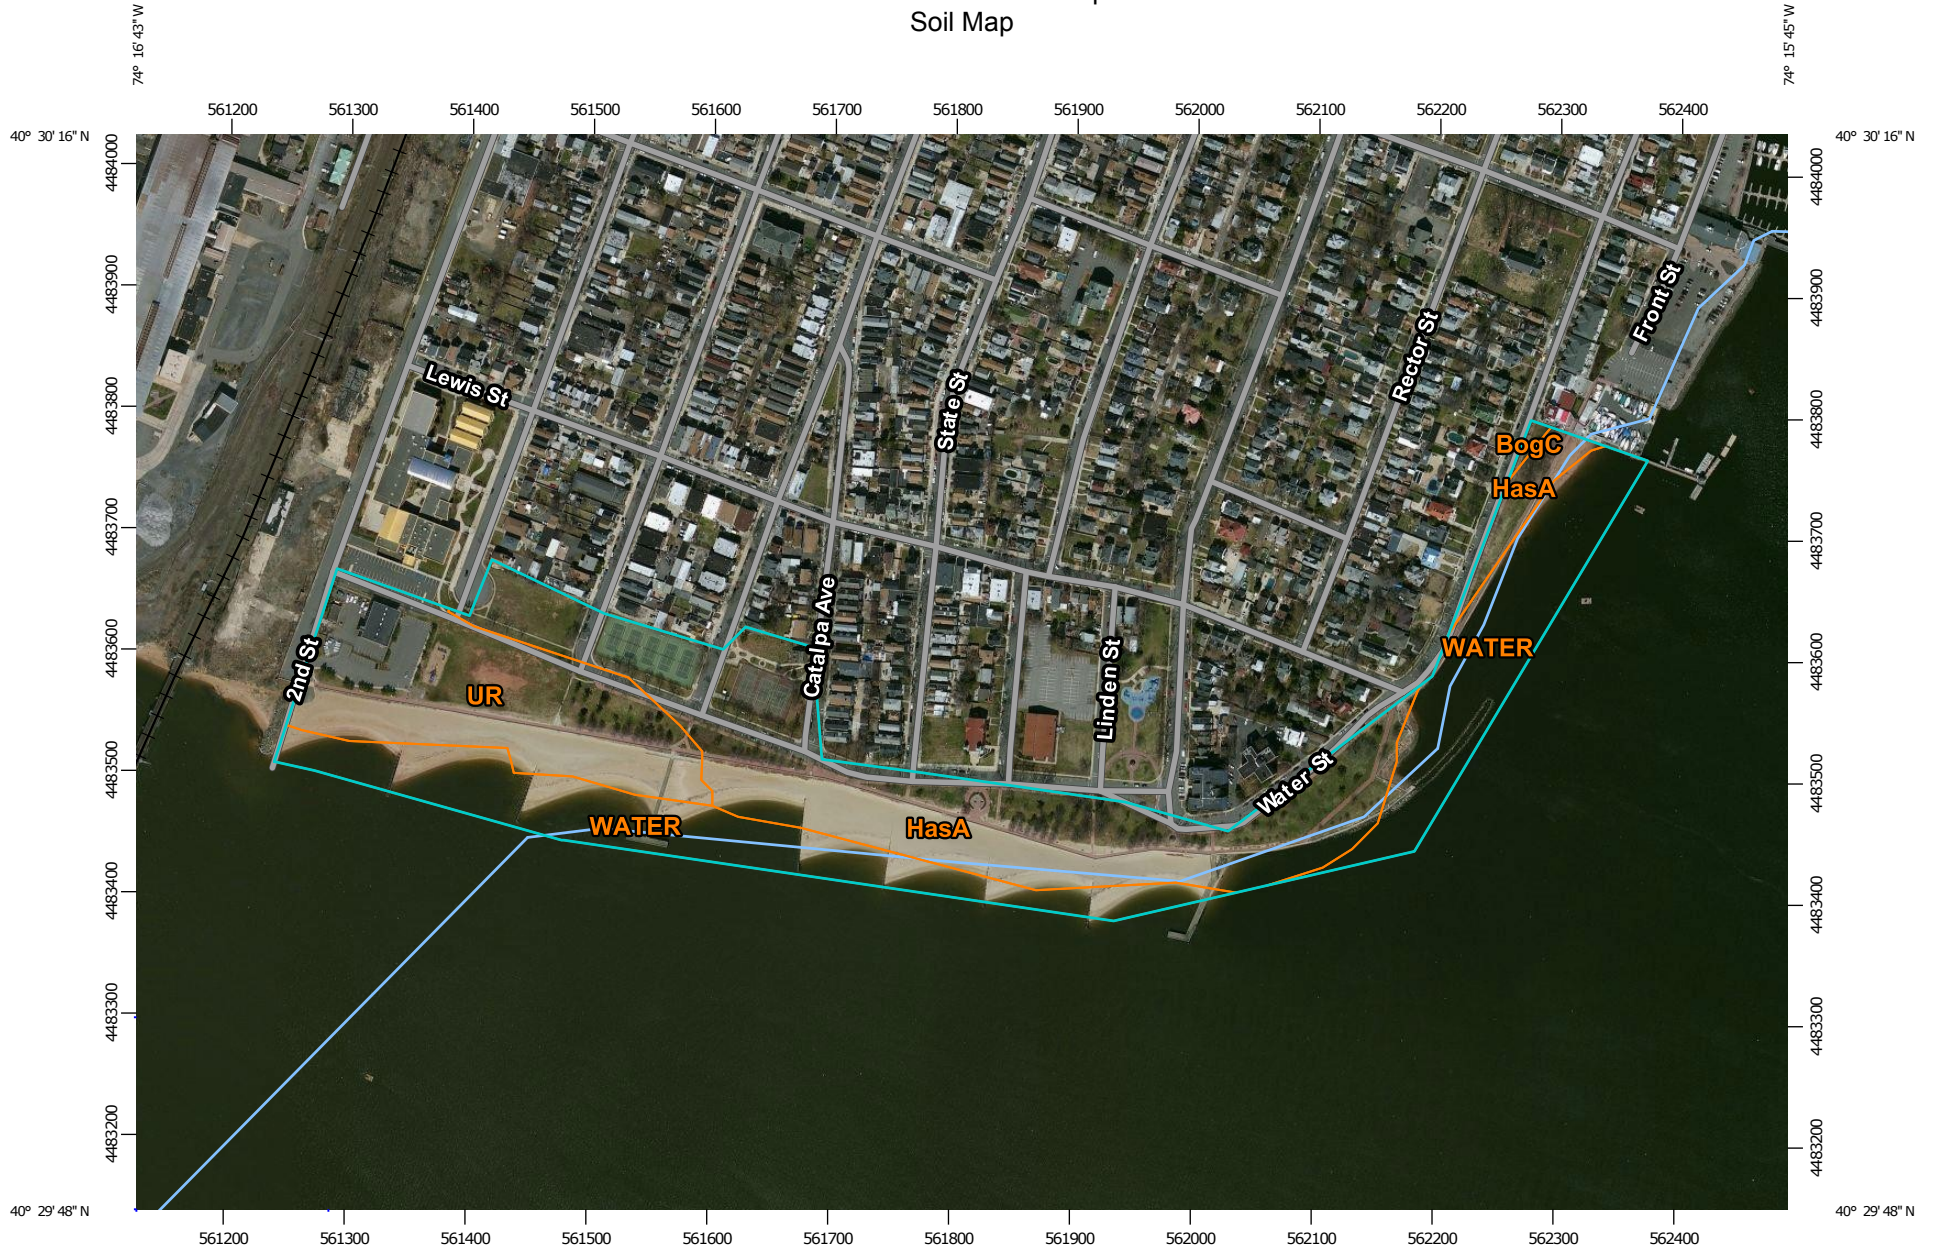 Soil Map
74° 16' 43" W
74° 15' 45" W
561200 561300 561400 561500 561600 561700 561800 561900 562000 562100 562200 562300 562400
40° 30' 16" N
40° 30' 16" N
4484000
4484000
4483900
4483900
4483800
4483800
4483700
4483700
4483600
4483600
4483500
4483500
4483400
4483400
4483300
4483300
4483200
4483200
Front St
Rector St
Lewis St
State St
BogC
HasA
Catalpa Ave
2nd St
Linden St
WATER
UR
Water St
WATER
HasA
40° 29' 48" N
40° 29' 48" N
561200 561300 561400 561500 561600 561700 561800 561900 562000 562100 562200 562300 562400